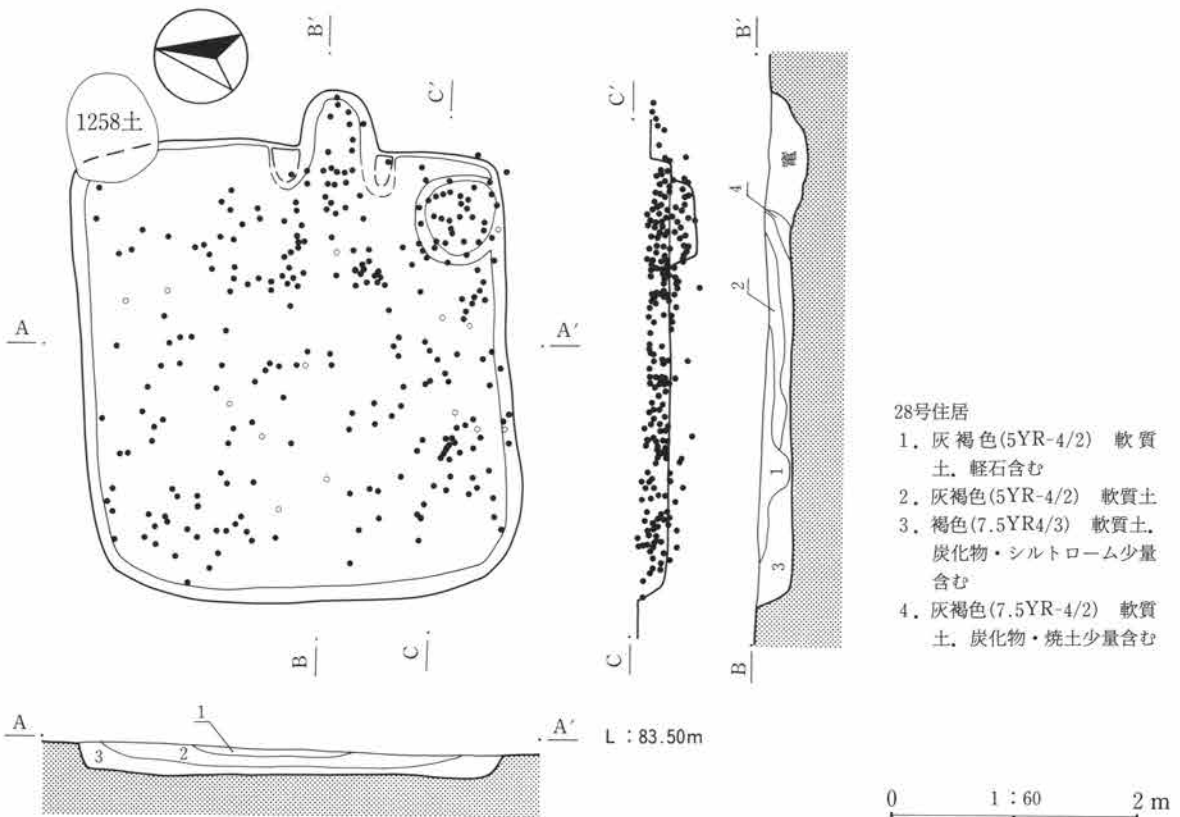 B′
C′
1258土
A
A′
B
C
C′
C
B′
竈
4
2
1
3
B
28号住居
1. 灰褐色(5YR-4/2) 軟質
土. 軽石含む
2. 灰褐色(5YR-4/2) 軟質土
3. 褐色(7.5YR4/3) 軟質土.
炭化物・シルトローム少量
含む
4. 灰褐色(7.5YR-4/2) 軟質
土. 炭化物・焼土少量含む
A
1
A′
L:83.50m
3
2
0 1:60 2m